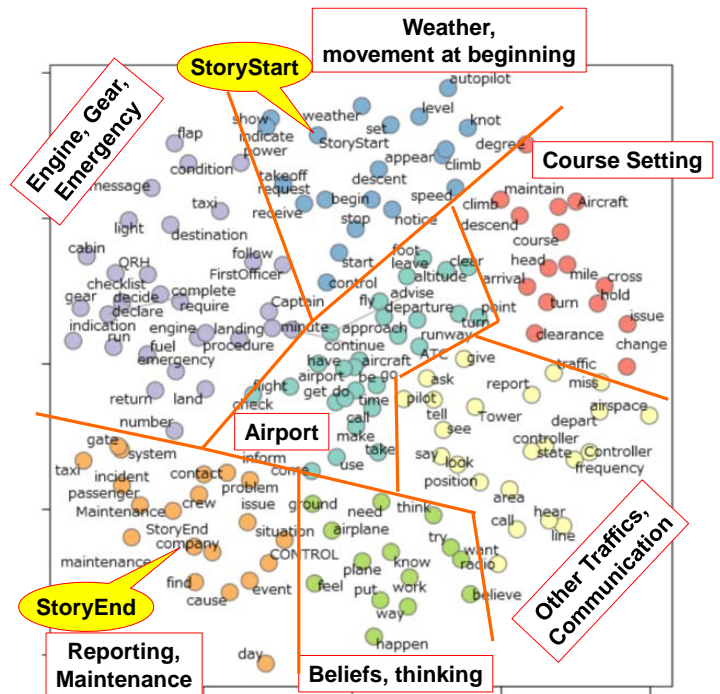 Weather,
movement at beginning
StoryStart
autopilot
weather
level
show
set
knot
indicate
StoryStart
degree
flap
power
appear
Engine, Gear,
Emergency
condition
climb
Course Setting
descent
message
takeoff
request
speed
maintain
Aircraft
taxi
begin
climb
receive
notice
descend
light
destination
stop
course
cabin
follow
foot
leave
clear
QRH
FirstOfficer
start
head
mile
checklist
control
altitude
arrival
cross
gear
decide
complete
advise
hold
declare
require
Captain
fly
departure
point
turn
indication
engine
landing
minute
approach
turn
issue
run
fuel
procedure
continue
runway
clearance
change
emergency
have
aircraft
ATC
give
traffic
airport
be
go
ask
miss
return
land
flight
get
do
time
pilot
report
check
tell
Tower
airspace
number
call
depart
Airport
make
see
gate
system
inform
take
controller
Controller
taxi
contact
come
use
say
look
state
frequency
incident
problem
position
passenger
crew
issue
ground
need
think
area
Maintenance
hear
StoryEnd
situation
airplane
call
line
company
try
want
maintenance
CONTROL
know
radio
plane
Other Traffics,
Communication
find
event
feel
put
work
believe
StoryEnd
cause
way
Reporting,
Maintenance
day
happen
Beliefs, thinking